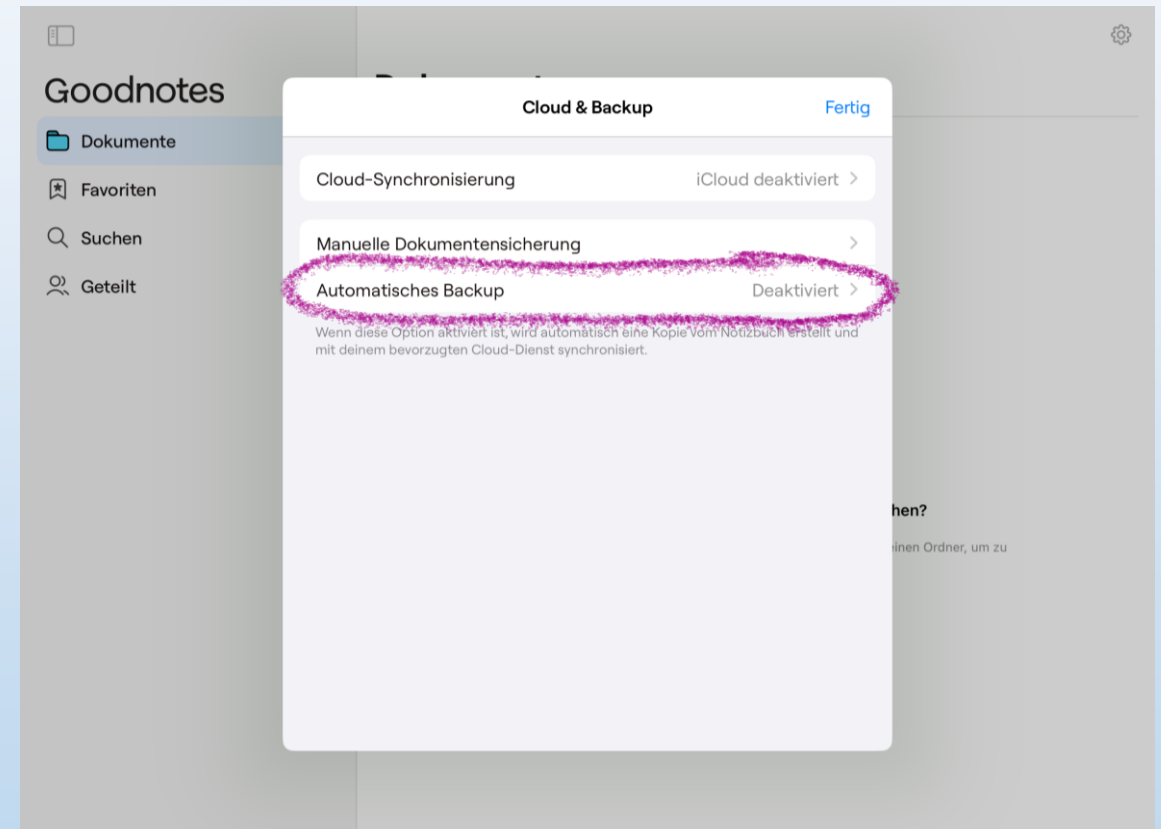 Goodnotes
Dokumente
Favoriten
Suchen
Geteilt
Cloud & Backup
Fertig
Cloud-Synchronisierung iCloud deaktiviert
Manuelle Dokumentensicherung
Automatisches Backup Deaktiviert
Wenn diese Option aktiviert ist, wird automatisch eine Kopie vom Notizbuch erstellt und
mit deinem bevorzugten Cloud-Dienst synchronisiert.
hen?
einen Ordner, um zu